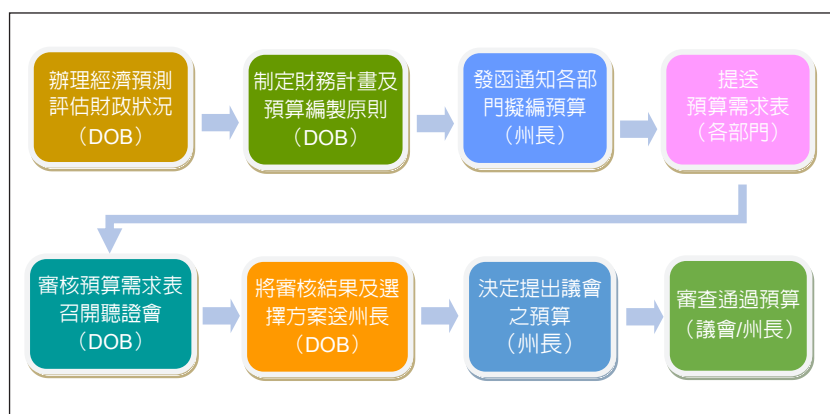 辦理經濟預測
評估財政狀況
（DOB）
制定財務計畫及
預算編製原則
（DOB）
發函通知各部
門擬編預算
（州長）
提送
預算需求表
（各部門）
審核預算需求表
召開聽證會
（DOB）
將審核結果及選
擇方案送州長
（DOB）
決定提出議會
之預算
（州長）
審查通過預算
（議會/州長）